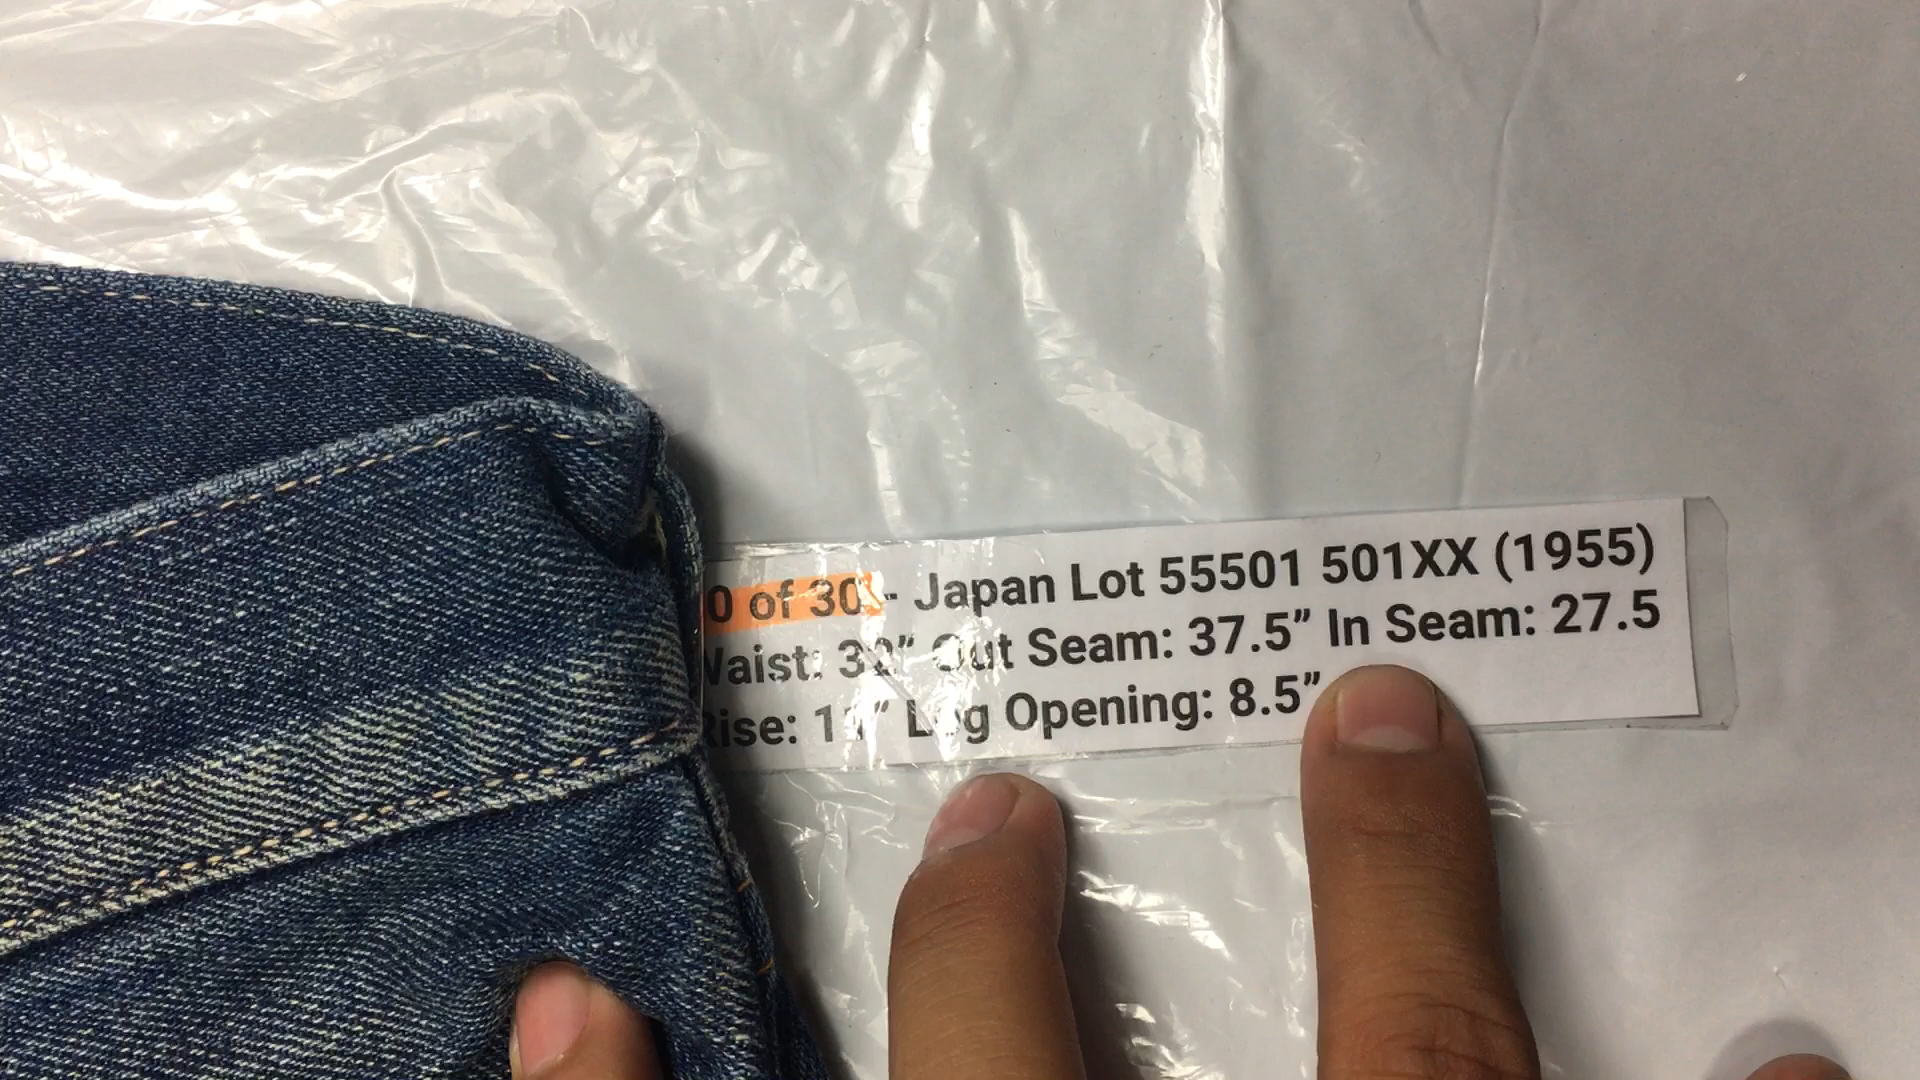 0 of 30 - Japan Lot 55501 501XX (1955)
Waist: 32” Out Seam: 37.5” In Seam: 27.5
Rise: 11” Leg Opening: 8.5”